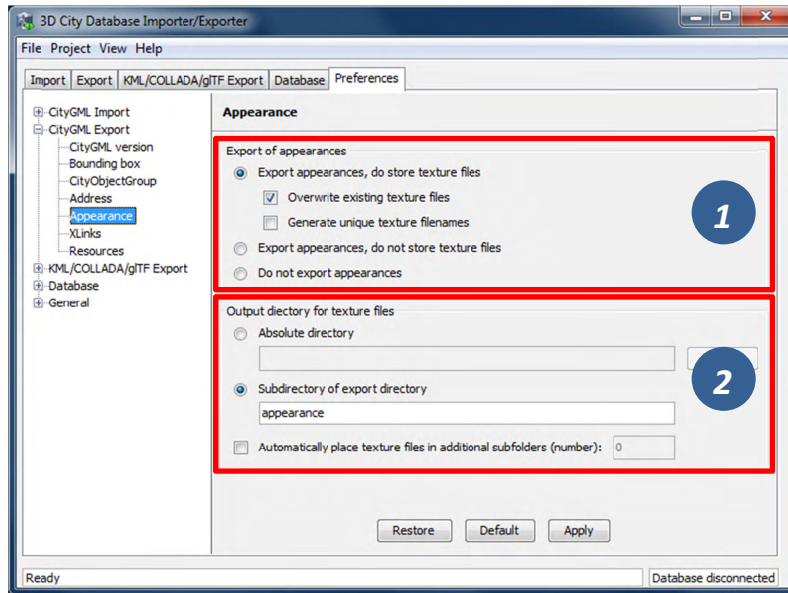 3D City Database Importer/Exporter
File Project View Help
Import Export KML/COLLADA/glTF Export Database Preferences
CityGML Import
CityGML Export
CityGML version
Bounding box
CityObjectGroup
Address
Appearance
XLinks
Resources
KML/COLLADA/glTF Export
Database
General
Appearance
Export of appearances
Export appearances, do store texture files
Overwrite existing texture files
Generate unique texture filenames
Export appearances, do not store texture files
Do not export appearances
1
Output diectory for texture files
Absolute directory
Subdirectory of export directory
appearance
Automatically place texture files in additional subfolders (number): 0
2
Restore Default Apply
Ready Database disconnected